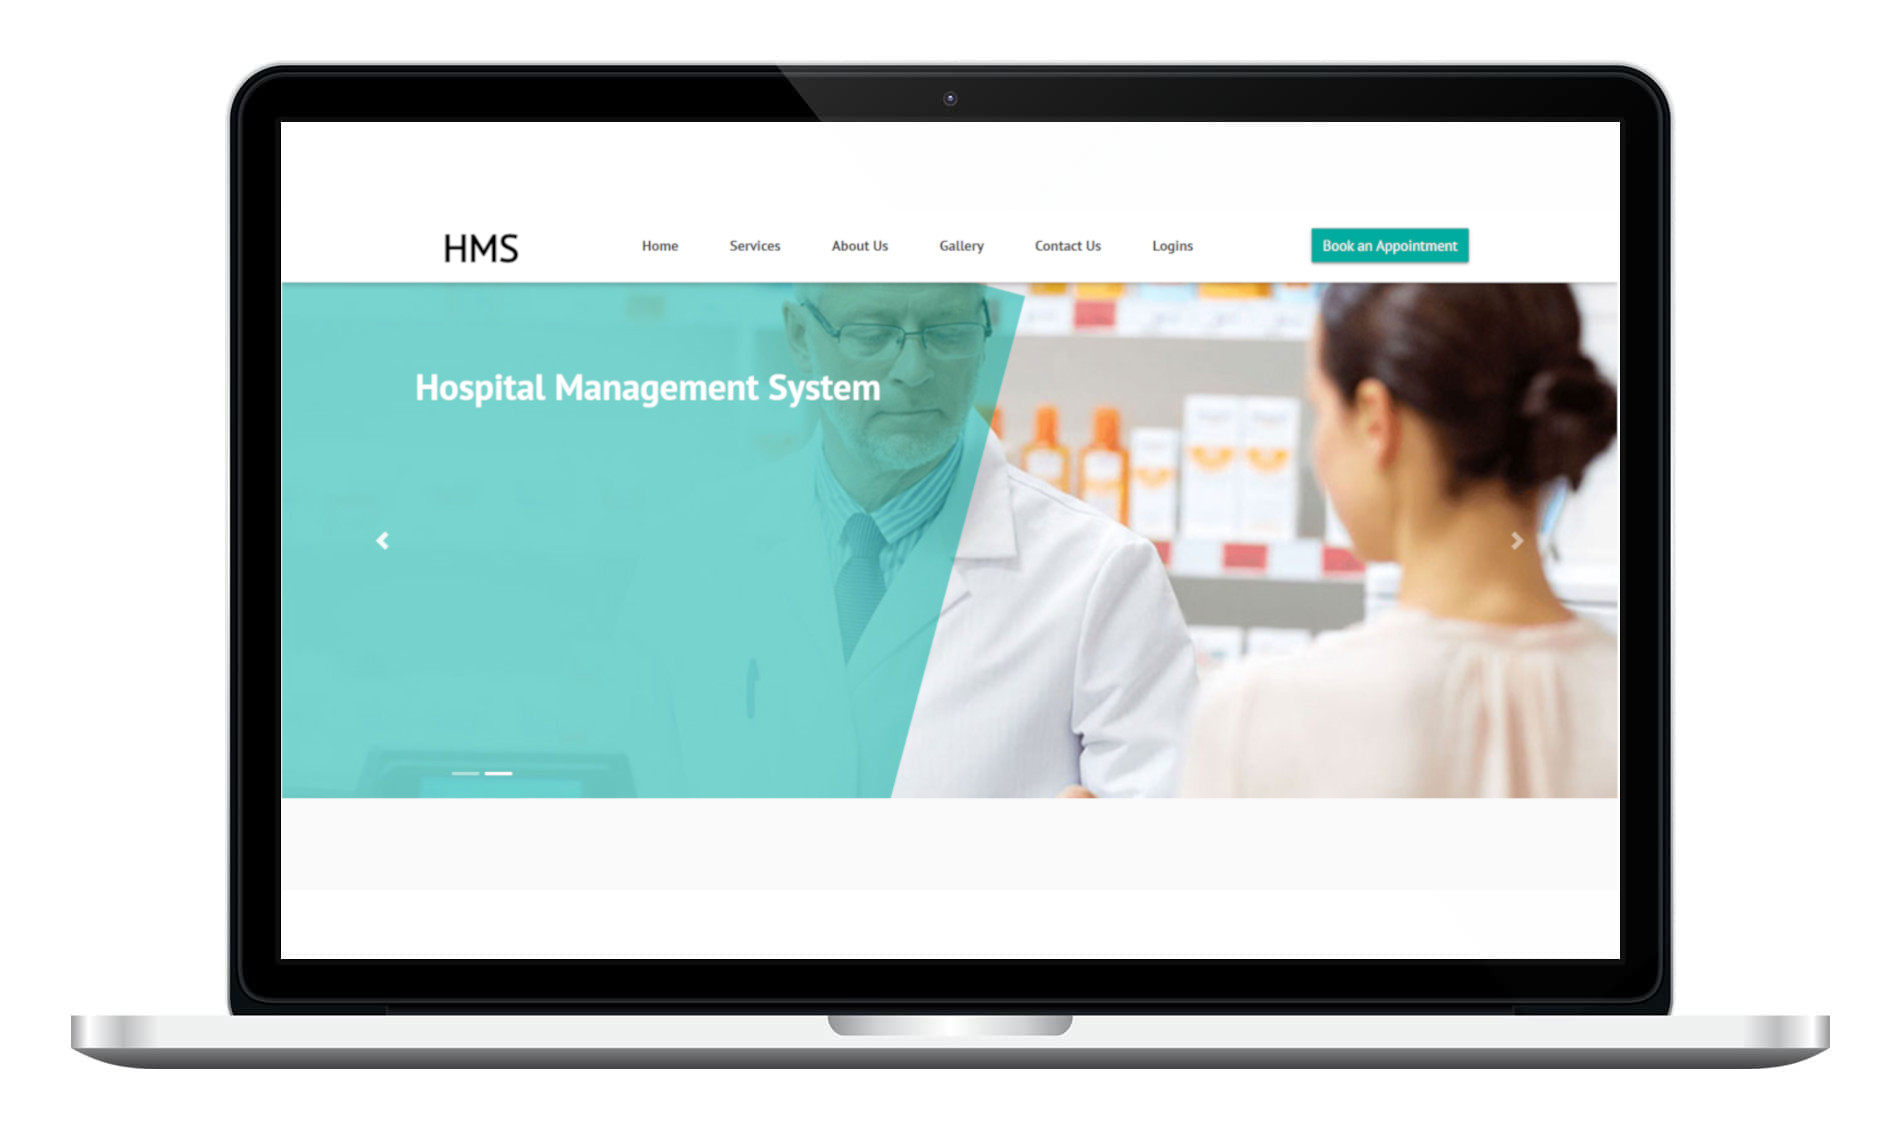 HMS
Home Services About Us Gallery Contact Us Logins
Book an Appointment
Hospital Management System